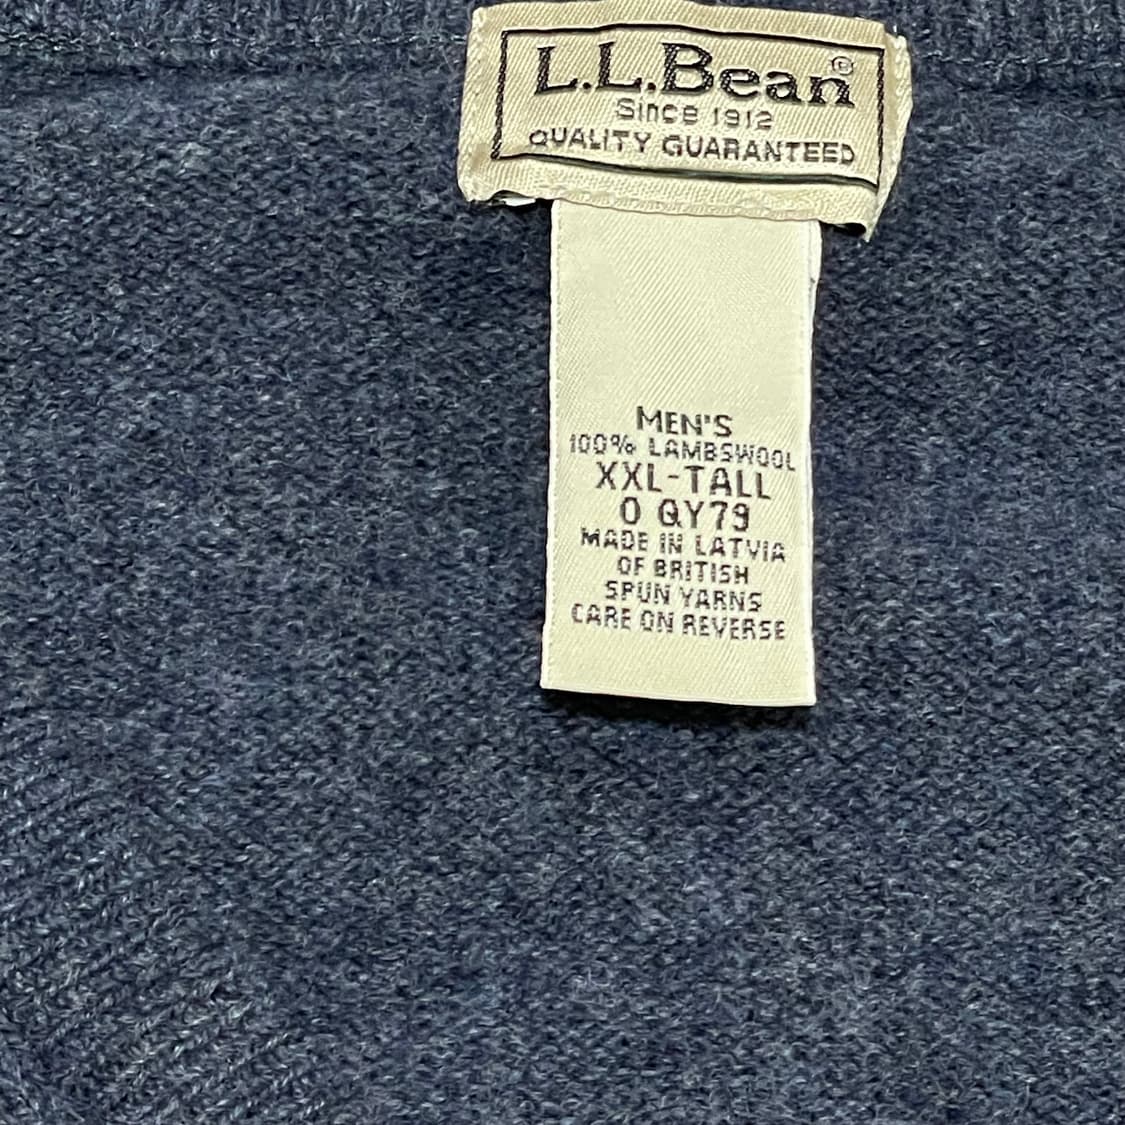 L.L.Bean®
Since 1912
QUALITY GUARANTEED
MEN'S
100% LAMBSWOOL
XXL-TALL
0 QY79
MADE IN LATVIA
OF BRITISH
SPUN YARNS
CARE ON REVERSE